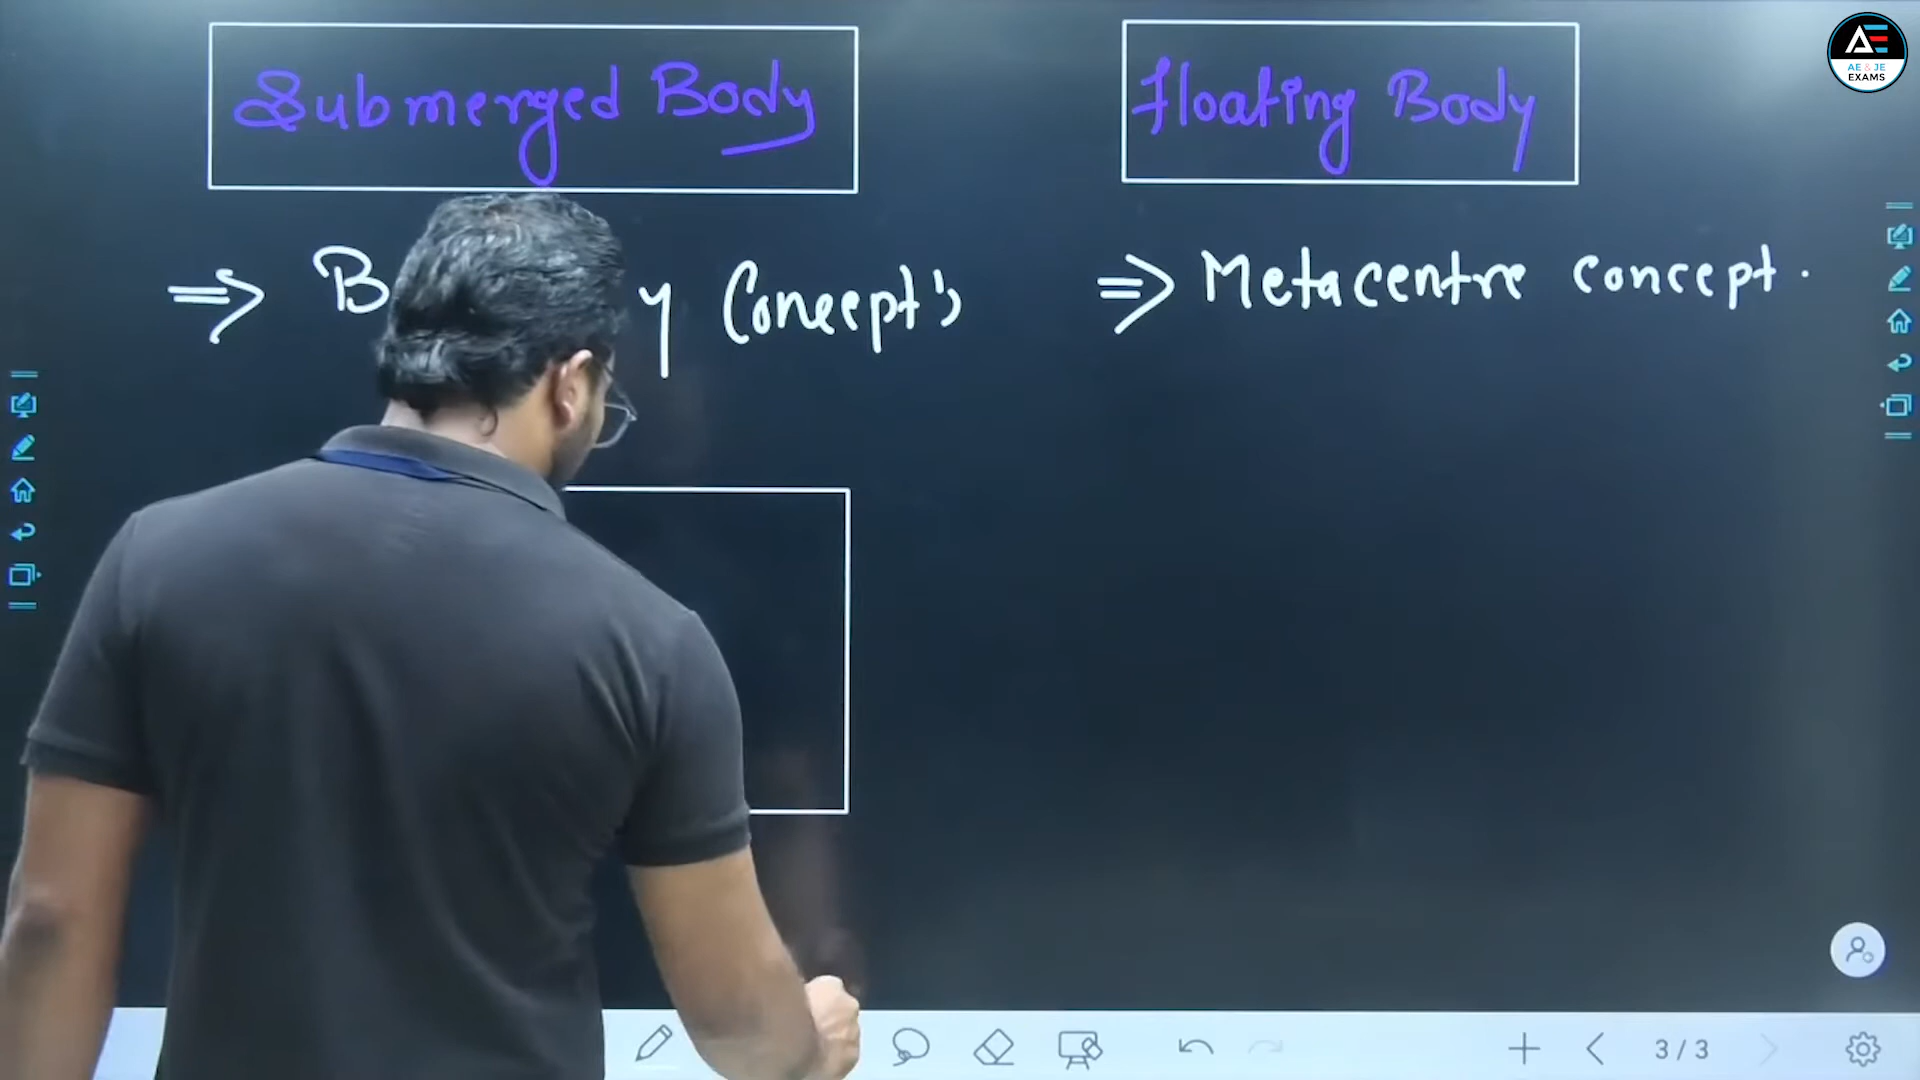 Submerged Body
Floating Body
⇒ Concept's
⇒ Metacentre concept.
AE & JE
EXAMS
3 / 3